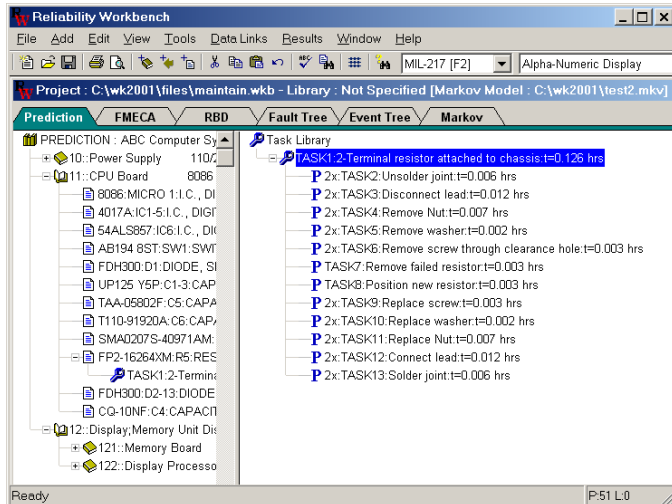 Reliability Workbench
File Add Edit View Tools Data Links Results Window Help
MIL-217 [F2] Alpha-Numeric Display
Project : C:\wk2001\files\maintain.wkb - Library : Not Specified [Markov Model : C:\wk2001\test2.mkv]
Prediction FMECA RBD Fault Tree Event Tree Markov
PREDICTION : ABC Computer Sy
10::Power Supply 110/2
11::CPU Board 8086
8086:MICRO 1:I.C., DI
4017A:IC1-5:I.C., DIGI
54ALS857:IC6:I.C., D
AB194 8ST:SW1:SWI
FDH300:D1:DIODE, SI
UP125 Y5P:C1-3:CAP
TAA-05802F:C5:CAPA
T110-91920A:C6:CAP
SMA0207S-40971AM:
FP2-16264XM:R5:RES
TASK1:2-Termina
FDH300:D2-13:DIODE
CQ-10NF:C4:CAPACIT
12::Display;Memory Unit Dis
121::Memory Board
122::Display Processo
Task Library
TASK1:2-Terminal resistor attached to chassis:t=0.126 hrs
P 2x:TASK2:Unsolder joint:t=0.006 hrs
P 2x:TASK3:Disconnect lead:t=0.012 hrs
P 2x:TASK4:Remove Nut:t=0.007 hrs
P 2x:TASK5:Remove washer:t=0.002 hrs
P 2x:TASK6:Remove screw through clearance hole:t=0.003 hrs
P TASK7:Remove failed resistor:t=0.003 hrs
P TASK8:Position new resistor:t=0.003 hrs
P 2x:TASK9:Replace screw:t=0.003 hrs
P 2x:TASK10:Replace washer:t=0.002 hrs
P 2x:TASK11:Replace Nut:t=0.007 hrs
P 2x:TASK12:Connect lead:t=0.012 hrs
P 2x:TASK13:Solder joint:t=0.006 hrs
Ready P:51 L:0